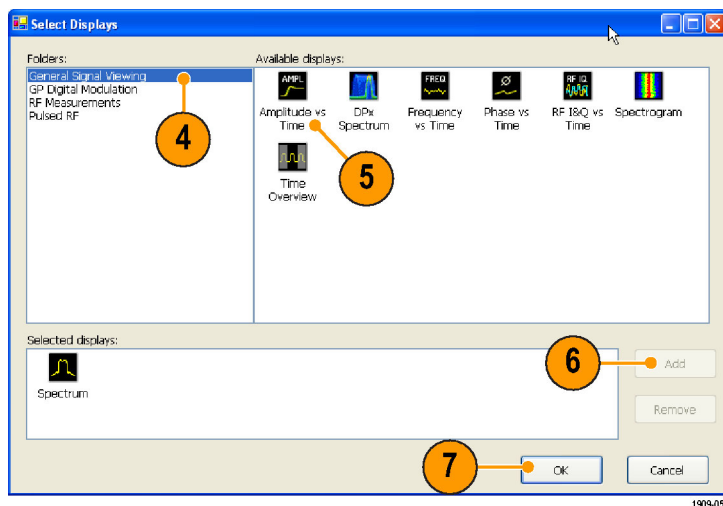 Select Displays
Folders:
General Signal Viewing
GP Digital Modulation
RF Measurements
Pulsed RF
4
Available displays:
AMPL
Amplitude vs
Time
DPx
Spectrum
FREQ
Frequency
vs Time
Ø
Phase vs
Time
RF IQ
RF I&Q vs
Time
Spectrogram
5
Time
Overview
Selected displays:
Spectrum
6
Add
Remove
7
OK
Cancel
1909-05